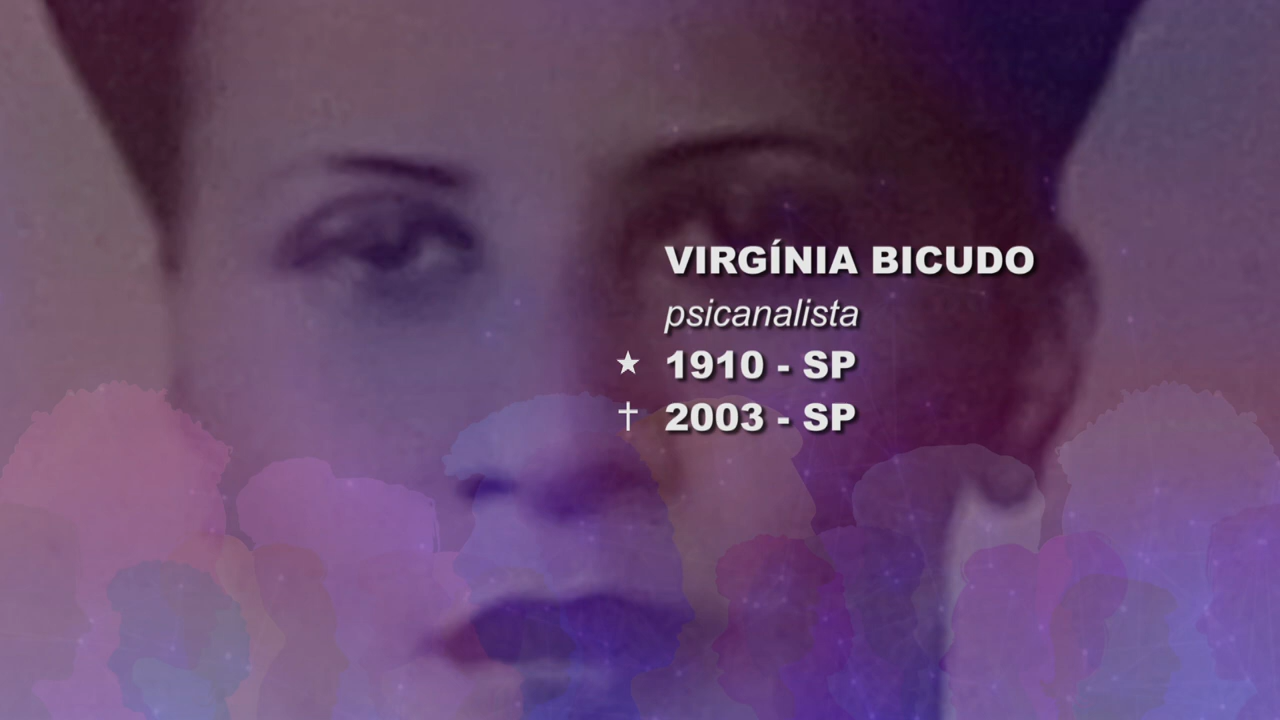 VIRGÍNIA BICUDO
psicanalista
★ 1910 - SP
† 2003 - SP